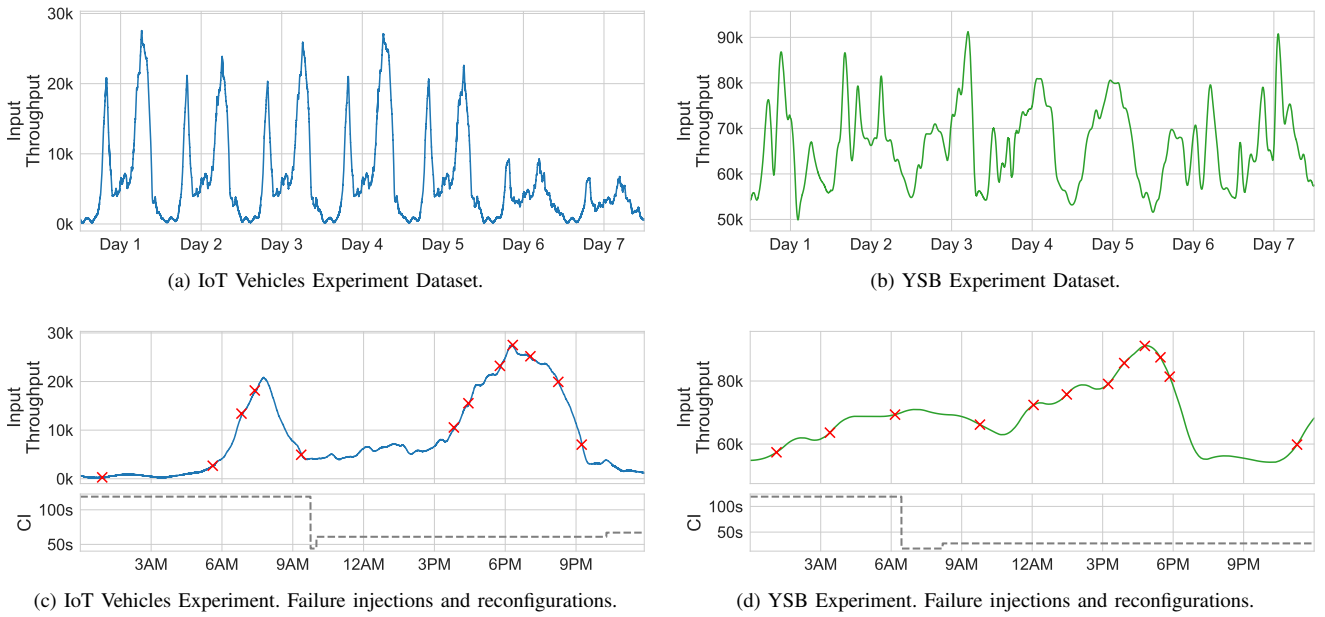 30k
20k
10k
0k
Input
Throughput
Day 1 Day 2 Day 3 Day 4 Day 5 Day 6 Day 7
(a) IoT Vehicles Experiment Dataset.
90k
80k
70k
60k
50k
Input
Throughput
Day 1 Day 2 Day 3 Day 4 Day 5 Day 6 Day 7
(b) YSB Experiment Dataset.
30k
20k
10k
0k
Input
Throughput
100s
50s
CI
3AM 6AM 9AM 12AM 3PM 6PM 9PM
(c) IoT Vehicles Experiment. Failure injections and reconfigurations.
80k
60k
Input
Throughput
100s
50s
CI
3AM 6AM 9AM 12AM 3PM 6PM 9PM
(d) YSB Experiment. Failure injections and reconfigurations.